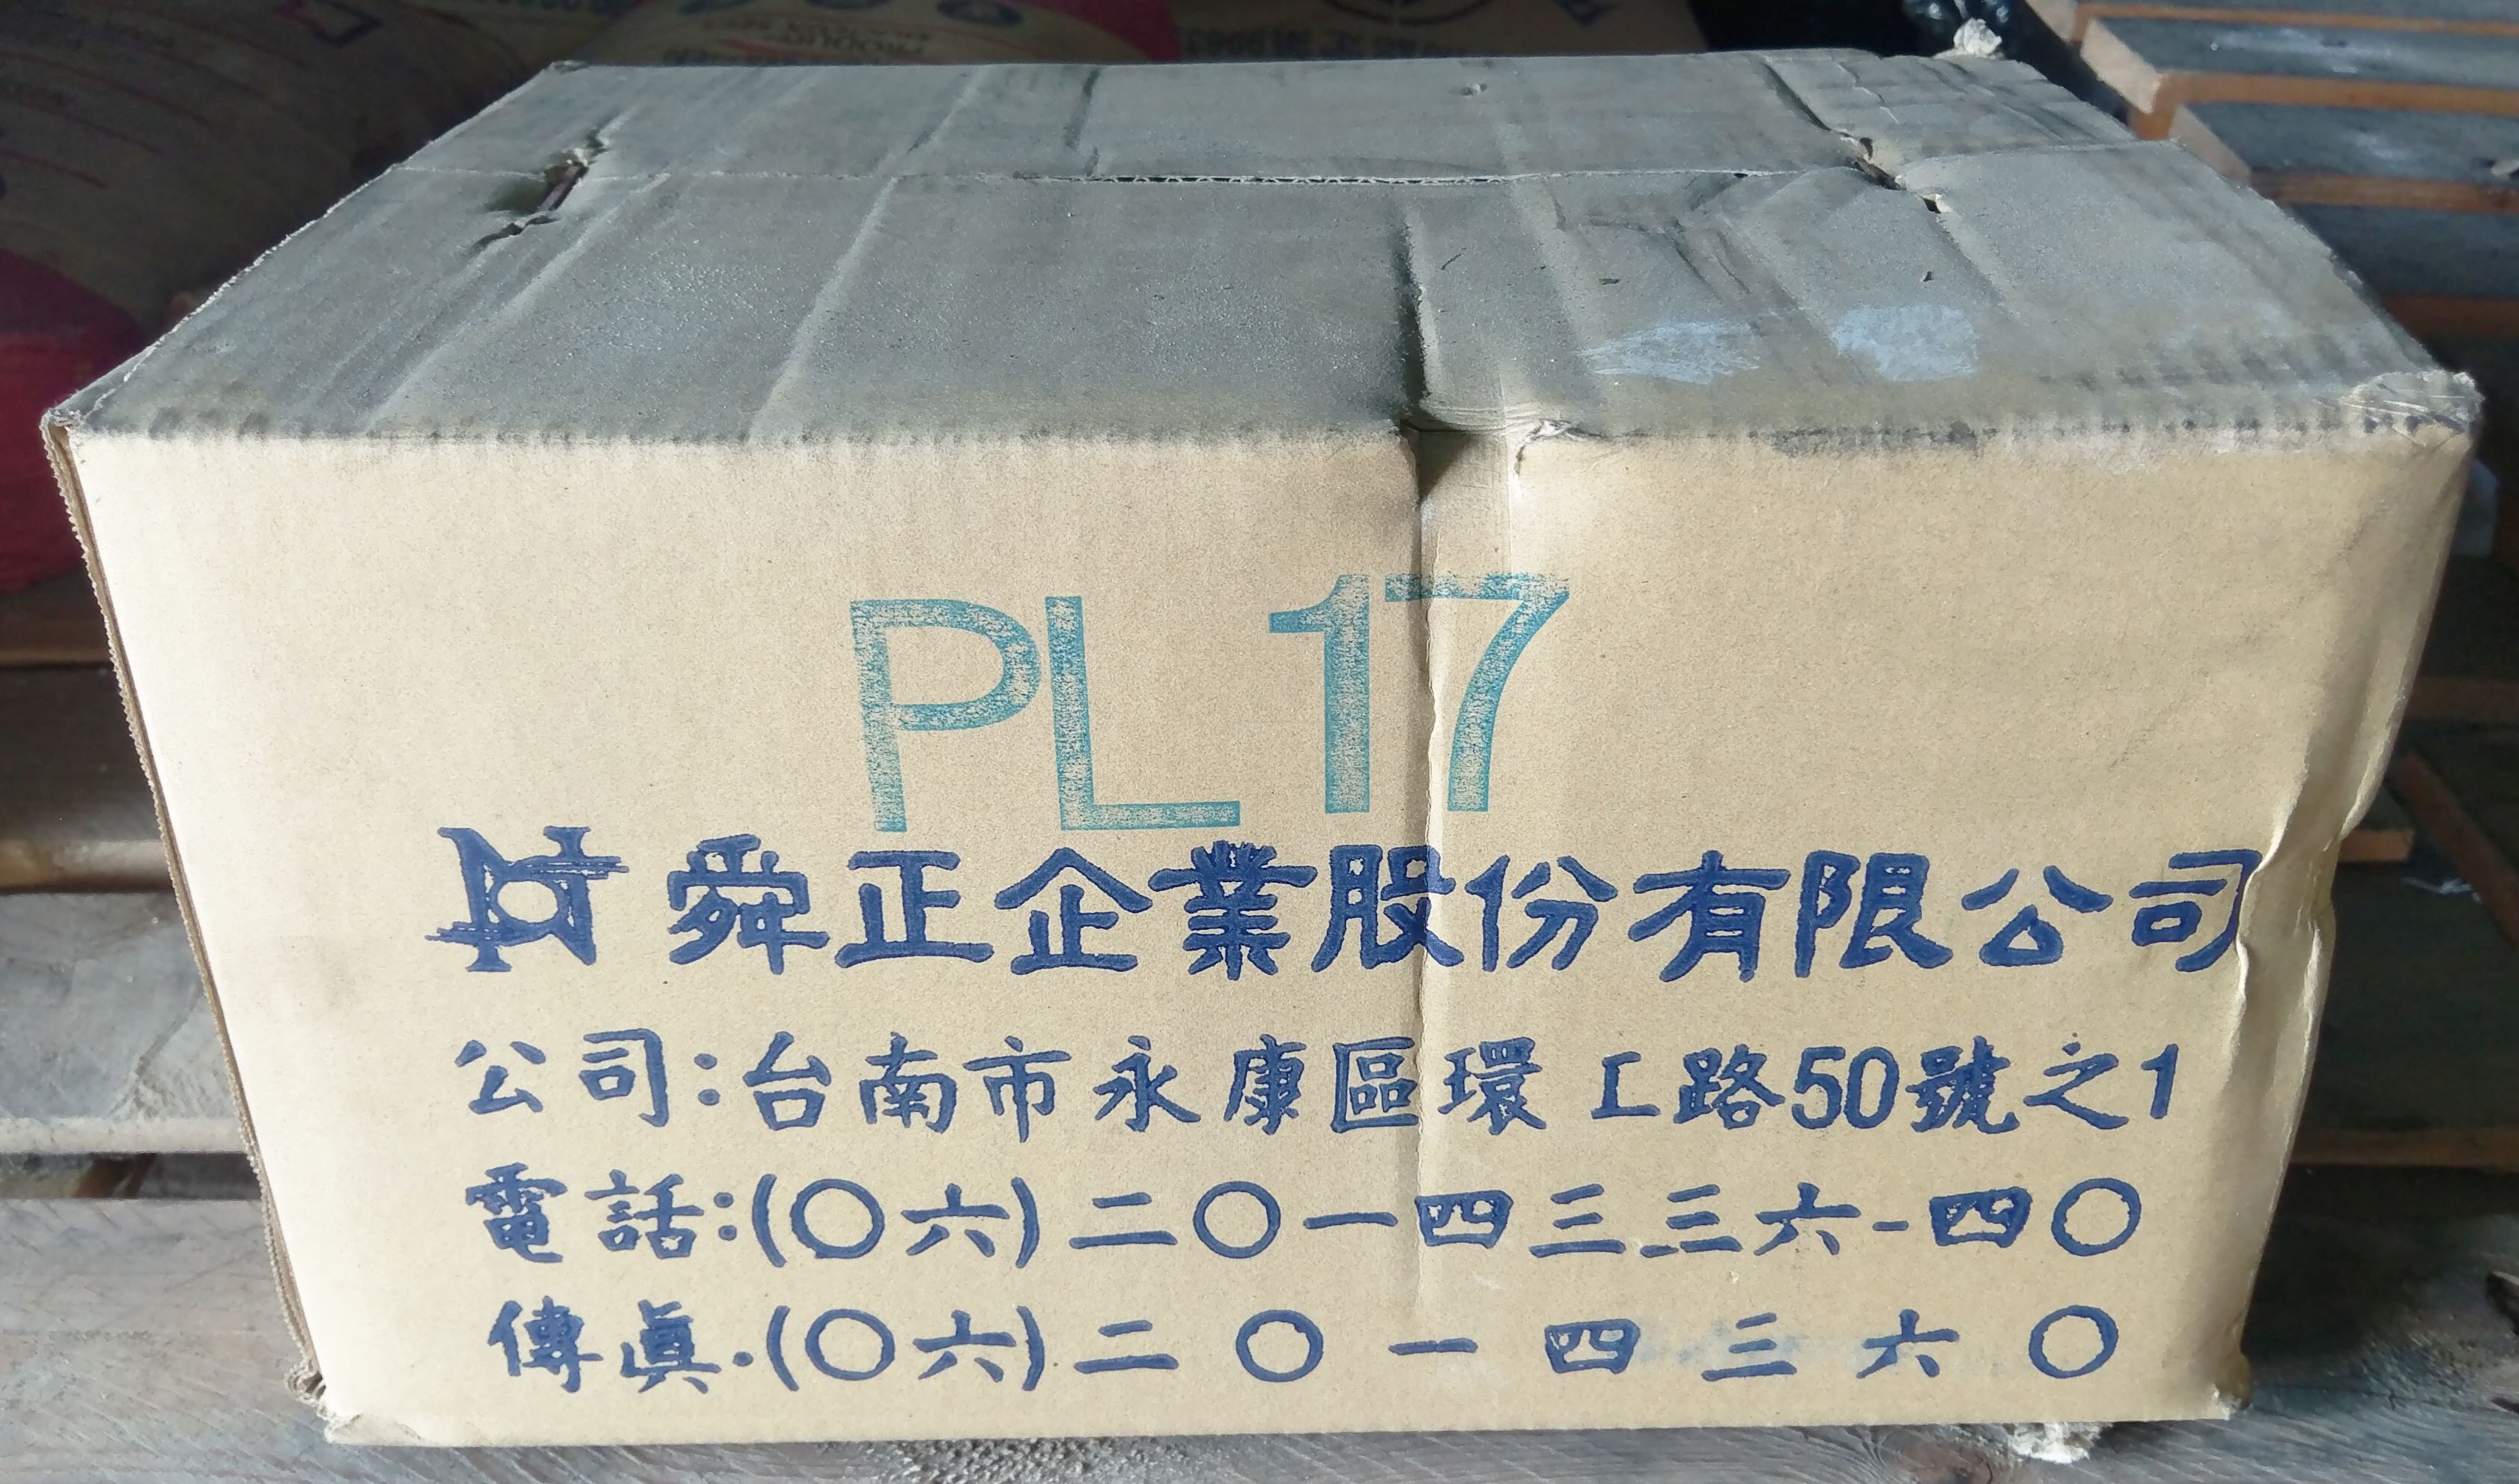 PL 17
舜正企業股份有限公司
公司:台南市永康區環工路50號之1
電話:(〇六)二〇一四三三六-四〇
傳真.(〇六)二〇一四三六〇